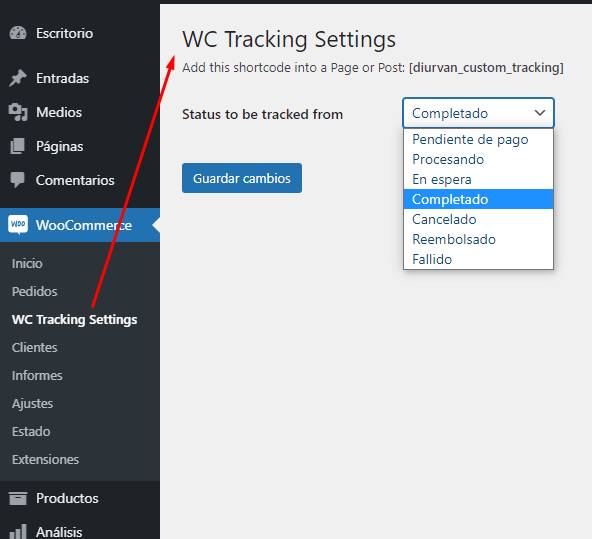 Escritorio
Entradas
Medios
Páginas
Comentarios
WOO
WooCommerce
Inicio
Pedidos
WC Tracking Settings
Clientes
Informes
Ajustes
Estado
Extensiones
Productos
Análisis
WC Tracking Settings
Add this shortcode into a Page or Post: [diurvan_custom_tracking]
Status to be tracked from
Completado
Pendiente de pago
Procesando
En espera
Completado
Cancelado
Reembolsado
Fallido
Guardar cambios